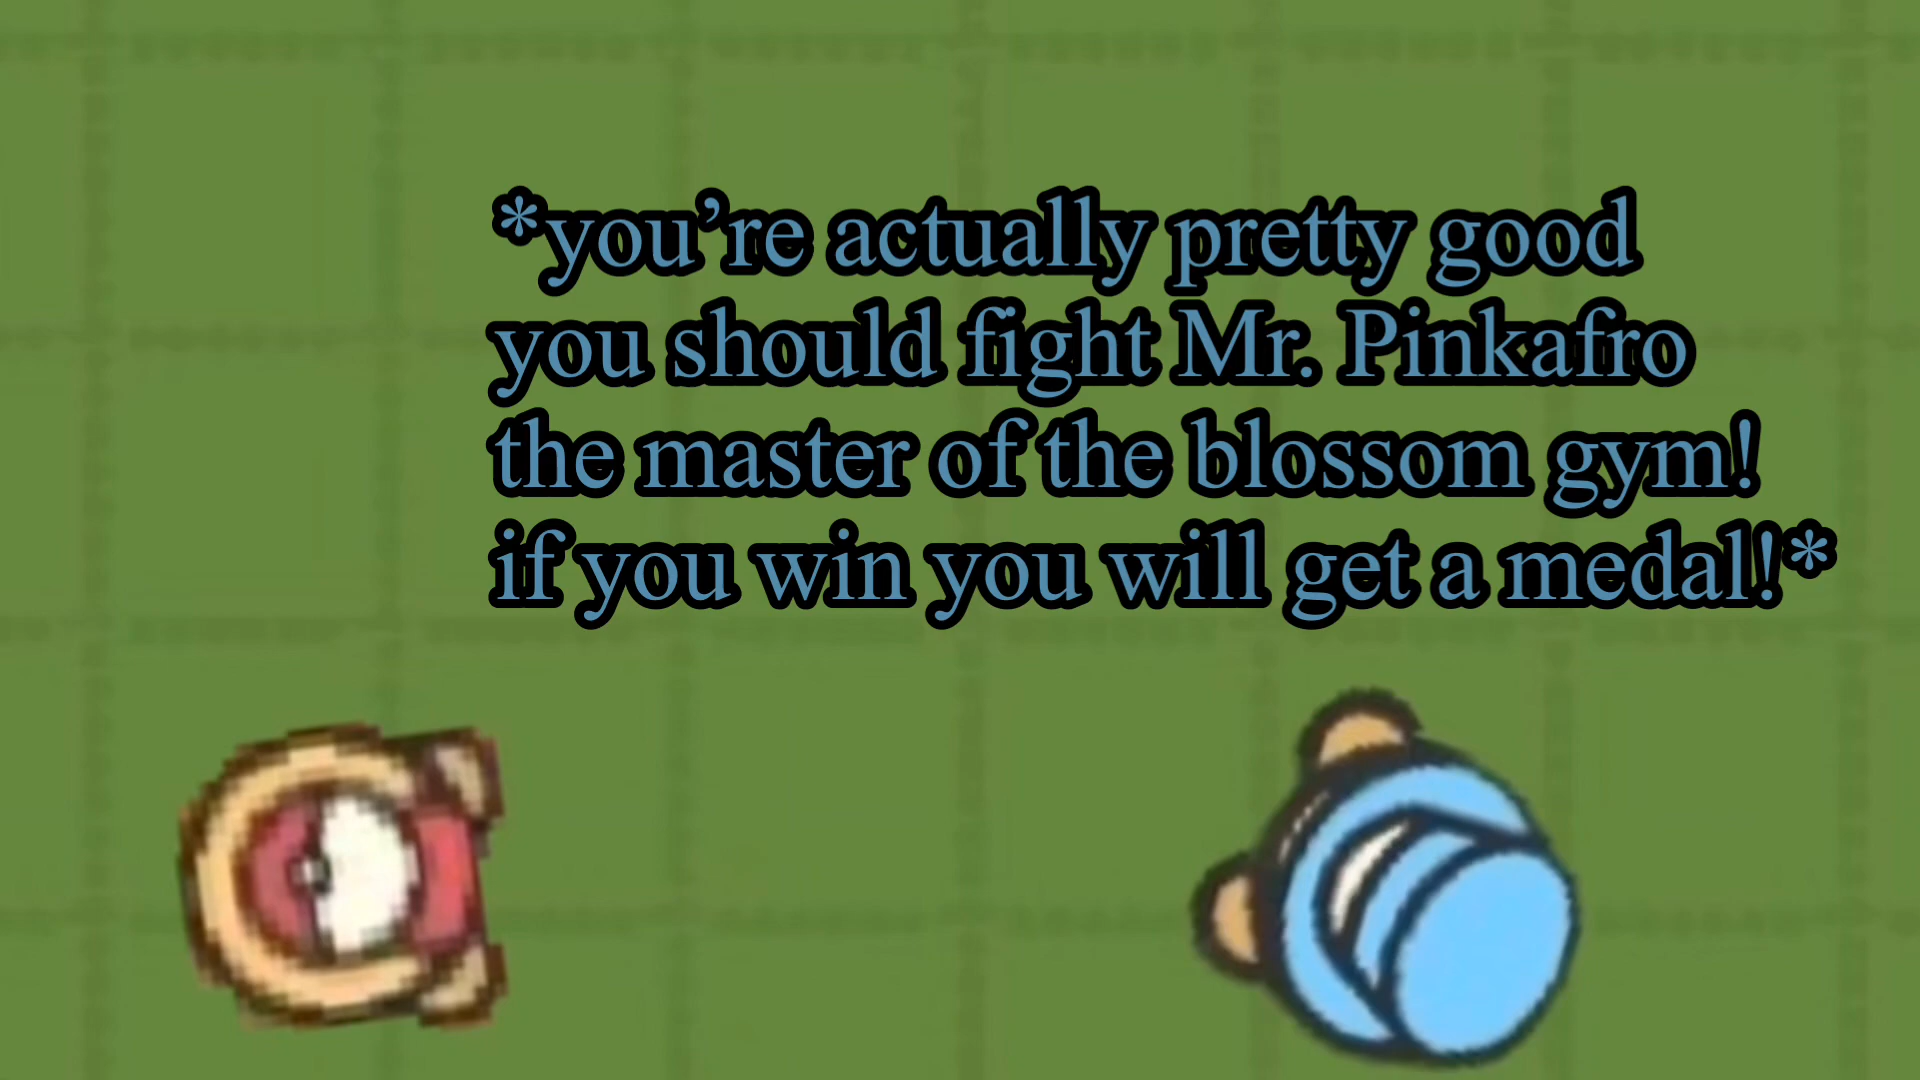 *you’re actually pretty good
you should fight Mr. Pinkafro
the master of the blossom gym!
if you win you will get a medal!*